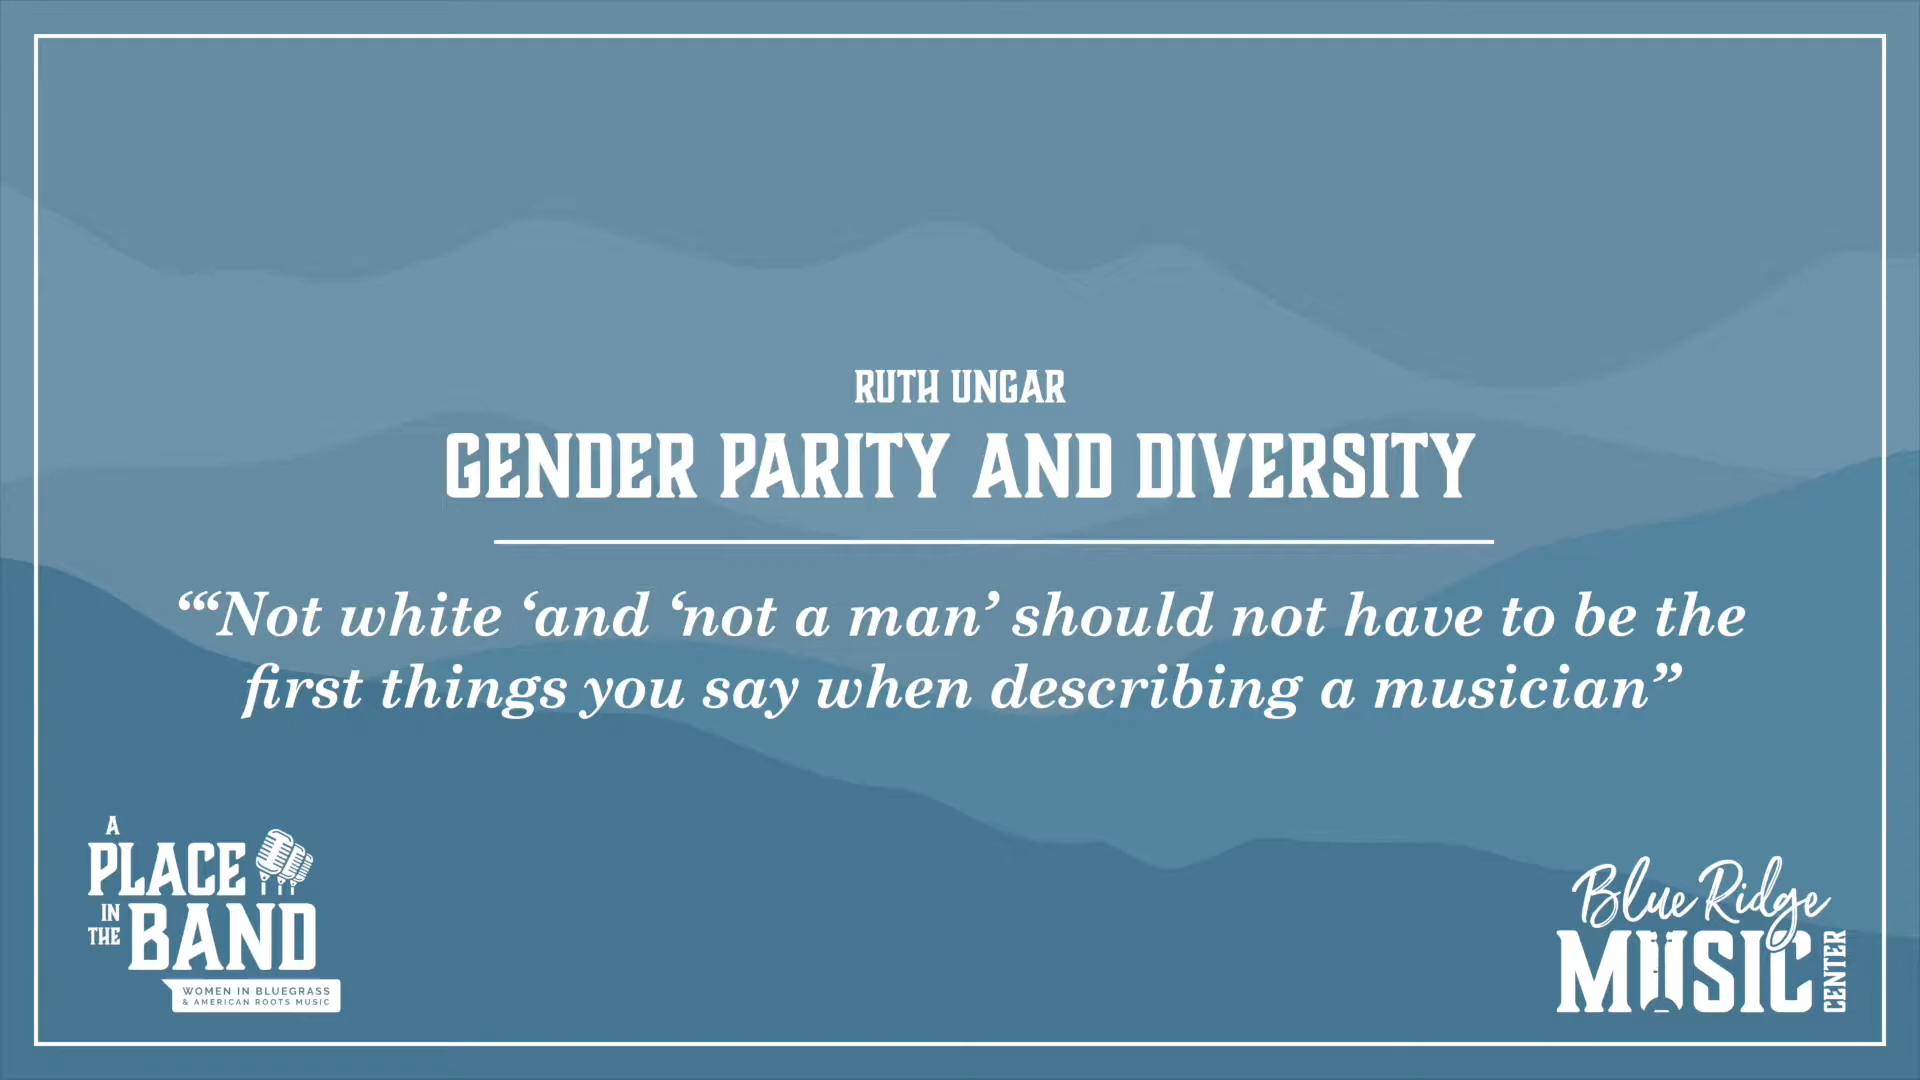 RUTH UNGAR
GENDER PARITY AND DIVERSITY
“‘Not white ‘and ‘not a man’ should not have to be the
first things you say when describing a musician”
A
PLACE
IN THE
BAND
WOMEN IN BLUEGRASS
& AMERICAN ROOTS MUSIC
Blue Ridge
MUSIC
CENTER